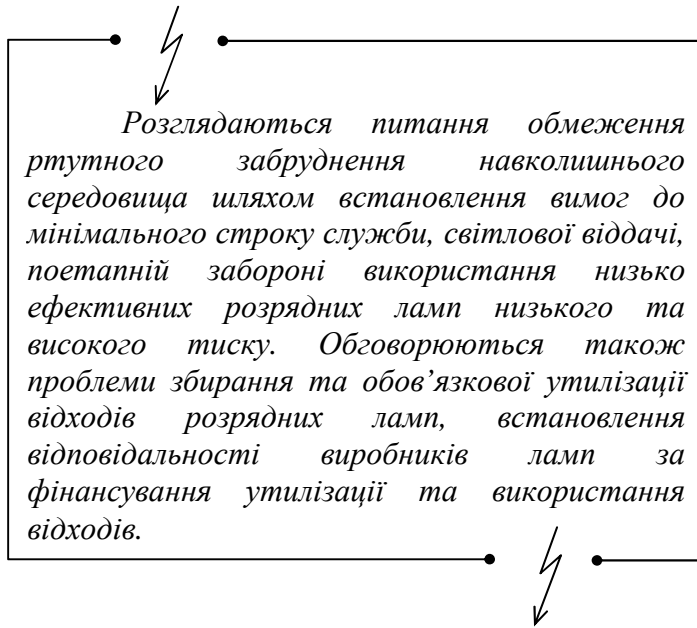 Розглядаються питання обмеження
ртутного забруднення навколишнього
середовища шляхом встановлення вимог до
мінімального строку служби, світлової віддачі,
поетапній забороні використання низько
ефективних розрядних ламп низького та
високого тиску. Обговорюються також
проблеми збирання та обов’язкової утилізації
відходів розрядних ламп, встановлення
відповідальності виробників ламп за
фінансування утилізації та використання
відходів.